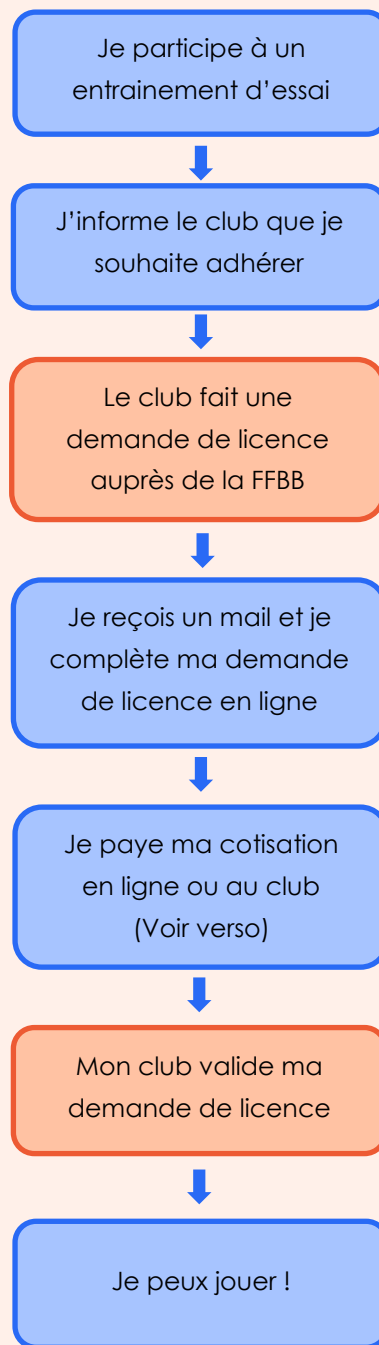 Je participe à un
entrainement d’essai
J’informe le club que je
souhaite adhérer
Le club fait une
demande de licence
auprès de la FFBB
Je reçois un mail et je
complète ma demande
de licence en ligne
Je paye ma cotisation
en ligne ou au club
(Voir verso)
Mon club valide ma
demande de licence
Je peux jouer !